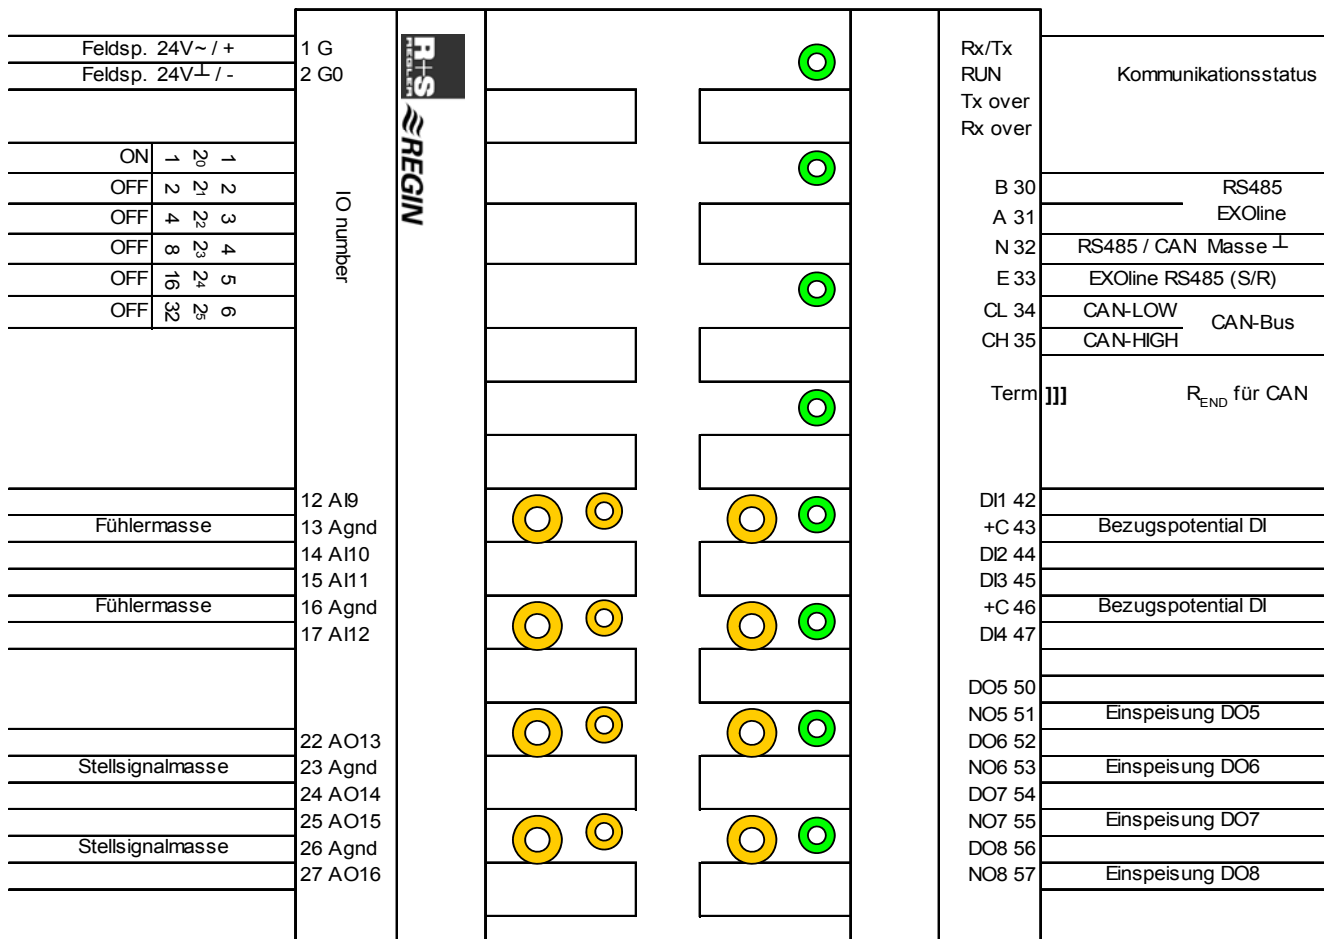 Feldsp. 24V~ / + 1 G
Feldsp. 24V⊥ / - 2 G0
R+S
REGLER
REGIN
ON 1 2₀ 1
OFF 2 2₁ 2
OFF 4 2₂ 3
OFF 8 2₃ 4
OFF 16 2₄ 5
OFF 32 2₅ 6
IO number
12 AI9
Fühlermasse 13 Agnd
14 AI10
15 AI11
Fühlermasse 16 Agnd
17 AI12
22 AO13
Stellsignalmasse 23 Agnd
24 AO14
25 AO15
Stellsignalmasse 26 Agnd
27 AO16
Rx/Tx
RUN Kommunikationsstatus
Tx over
Rx over
B 30 RS485
A 31 EXOline
N 32 RS485 / CAN Masse ⊥
E 33 EXOline RS485 (S/R)
CL 34 CAN-LOW
CAN-Bus
CH 35 CAN-HIGH
Term ]]] R_END für CAN
DI1 42
+C 43 Bezugspotential DI
DI2 44
DI3 45
+C 46 Bezugspotential DI
DI4 47
DO5 50
NO5 51 Einspeisung DO5
DO6 52
NO6 53 Einspeisung DO6
DO7 54
NO7 55 Einspeisung DO7
DO8 56
NO8 57 Einspeisung DO8